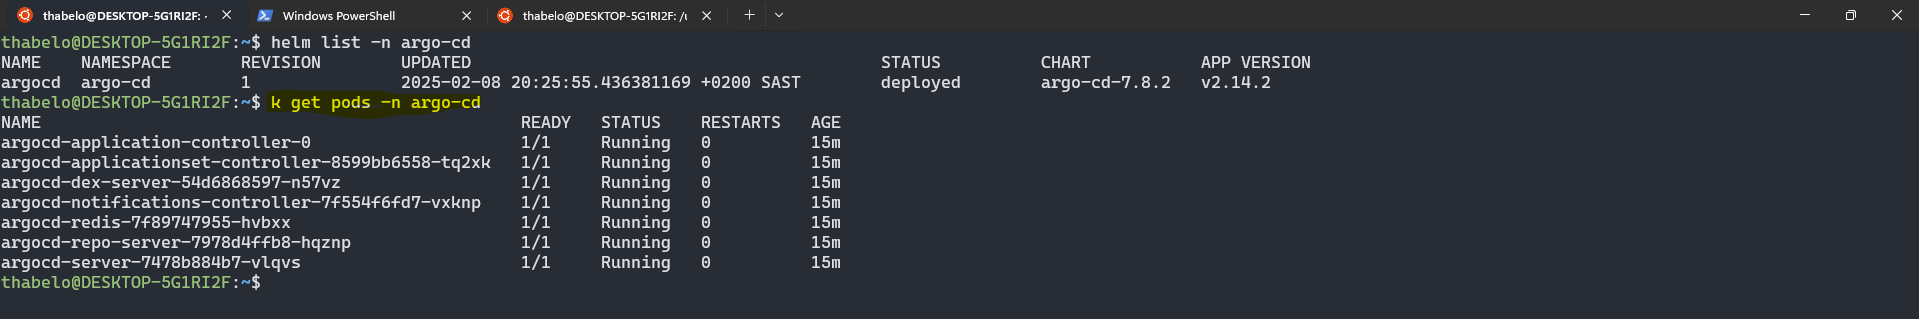 thabelo@DESKTOP-5G1RI2F: ~ Windows PowerShell thabelo@DESKTOP-5G1RI2F: /u
thabelo@DESKTOP-5G1RI2F:~$ helm list -n argo-cd
NAME NAMESPACE REVISION UPDATED STATUS CHART APP VERSION
argocd argo-cd 1 2025-02-08 20:25:55.436381169 +0200 SAST deployed argo-cd-7.8.2 v2.14.2
thabelo@DESKTOP-5G1RI2F:~$ k get pods -n argo-cd
NAME READY STATUS RESTARTS AGE
argocd-application-controller-0 1/1 Running 0 15m
argocd-applicationset-controller-8599bb6558-tq2xk 1/1 Running 0 15m
argocd-dex-server-54d6868597-n57vz 1/1 Running 0 15m
argocd-notifications-controller-7f554f6fd7-vxknp 1/1 Running 0 15m
argocd-redis-7f89747955-hvbxx 1/1 Running 0 15m
argocd-repo-server-7978d4ffb8-hqznp 1/1 Running 0 15m
argocd-server-7478b884b7-vlqvs 1/1 Running 0 15m
thabelo@DESKTOP-5G1RI2F:~$